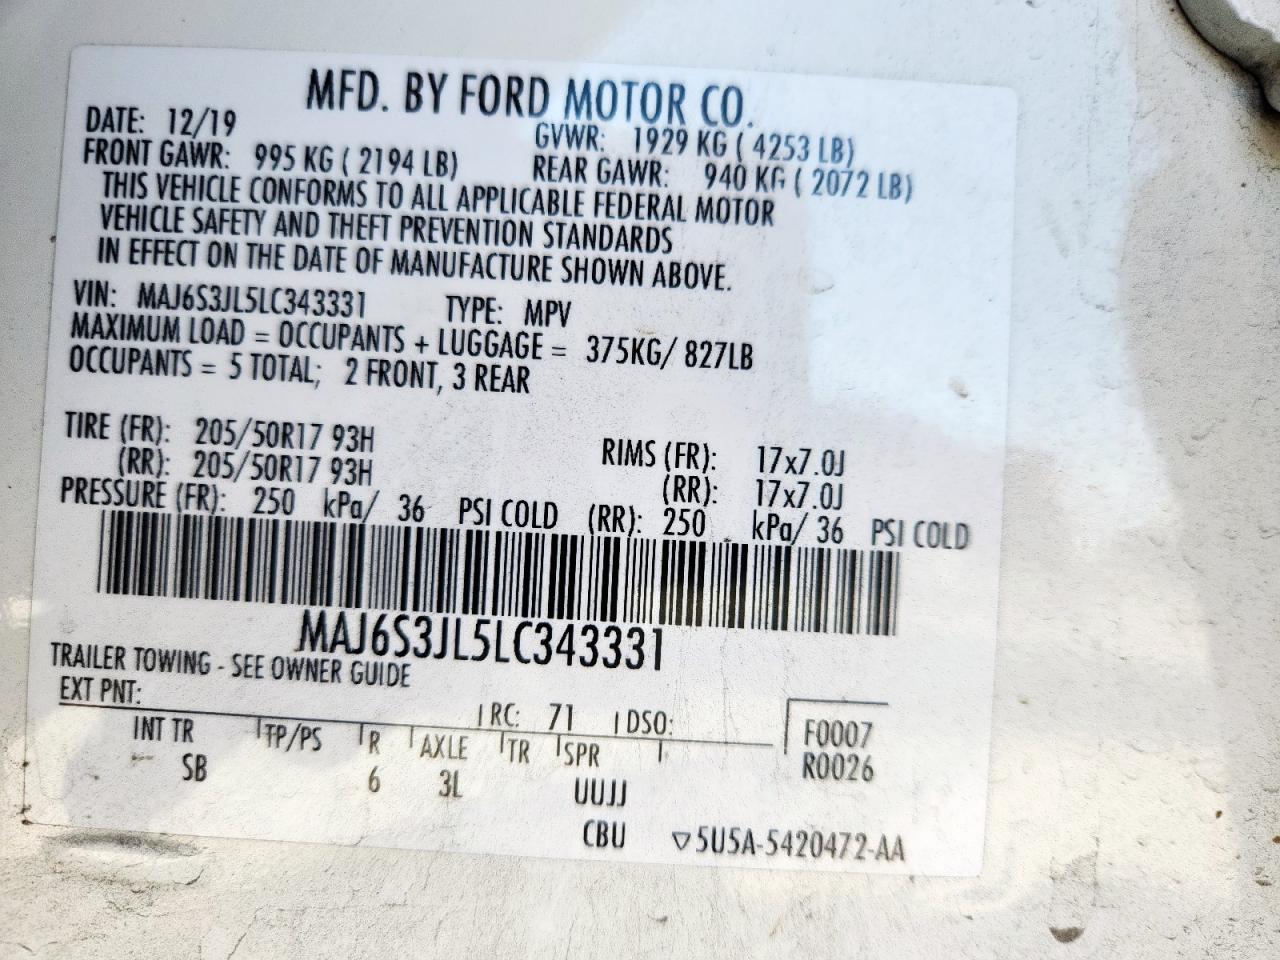 MFD. BY FORD MOTOR CO.
DATE: 12/19 GVWR: 1929 KG ( 4253 LB)
FRONT GAWR: 995 KG ( 2194 LB) REAR GAWR: 940 KG ( 2072 LB)
THIS VEHICLE CONFORMS TO ALL APPLICABLE FEDERAL MOTOR
VEHICLE SAFETY AND THEFT PREVENTION STANDARDS
IN EFFECT ON THE DATE OF MANUFACTURE SHOWN ABOVE.
VIN: MAJ6S3JL5LC343331 TYPE: MPV
MAXIMUM LOAD = OCCUPANTS + LUGGAGE = 375KG/ 827LB
OCCUPANTS = 5 TOTAL; 2 FRONT, 3 REAR
TIRE (FR): 205/50R17 93H RIMS (FR): 17x7.0J
(RR): 205/50R17 93H (RR): 17x7.0J
PRESSURE (FR): 250 kPa/ 36 PSI COLD (RR): 250 kPa/ 36 PSI COLD
MAJ6S3JL5LC343331
TRAILER TOWING - SEE OWNER GUIDE
EXT PNT: RC: 71 DSO: F0007
INT TR TP/PS R AXLE TR SPR R0026
SB 6 3L UUJJ
CBU ▽5U5A-5420472-AA